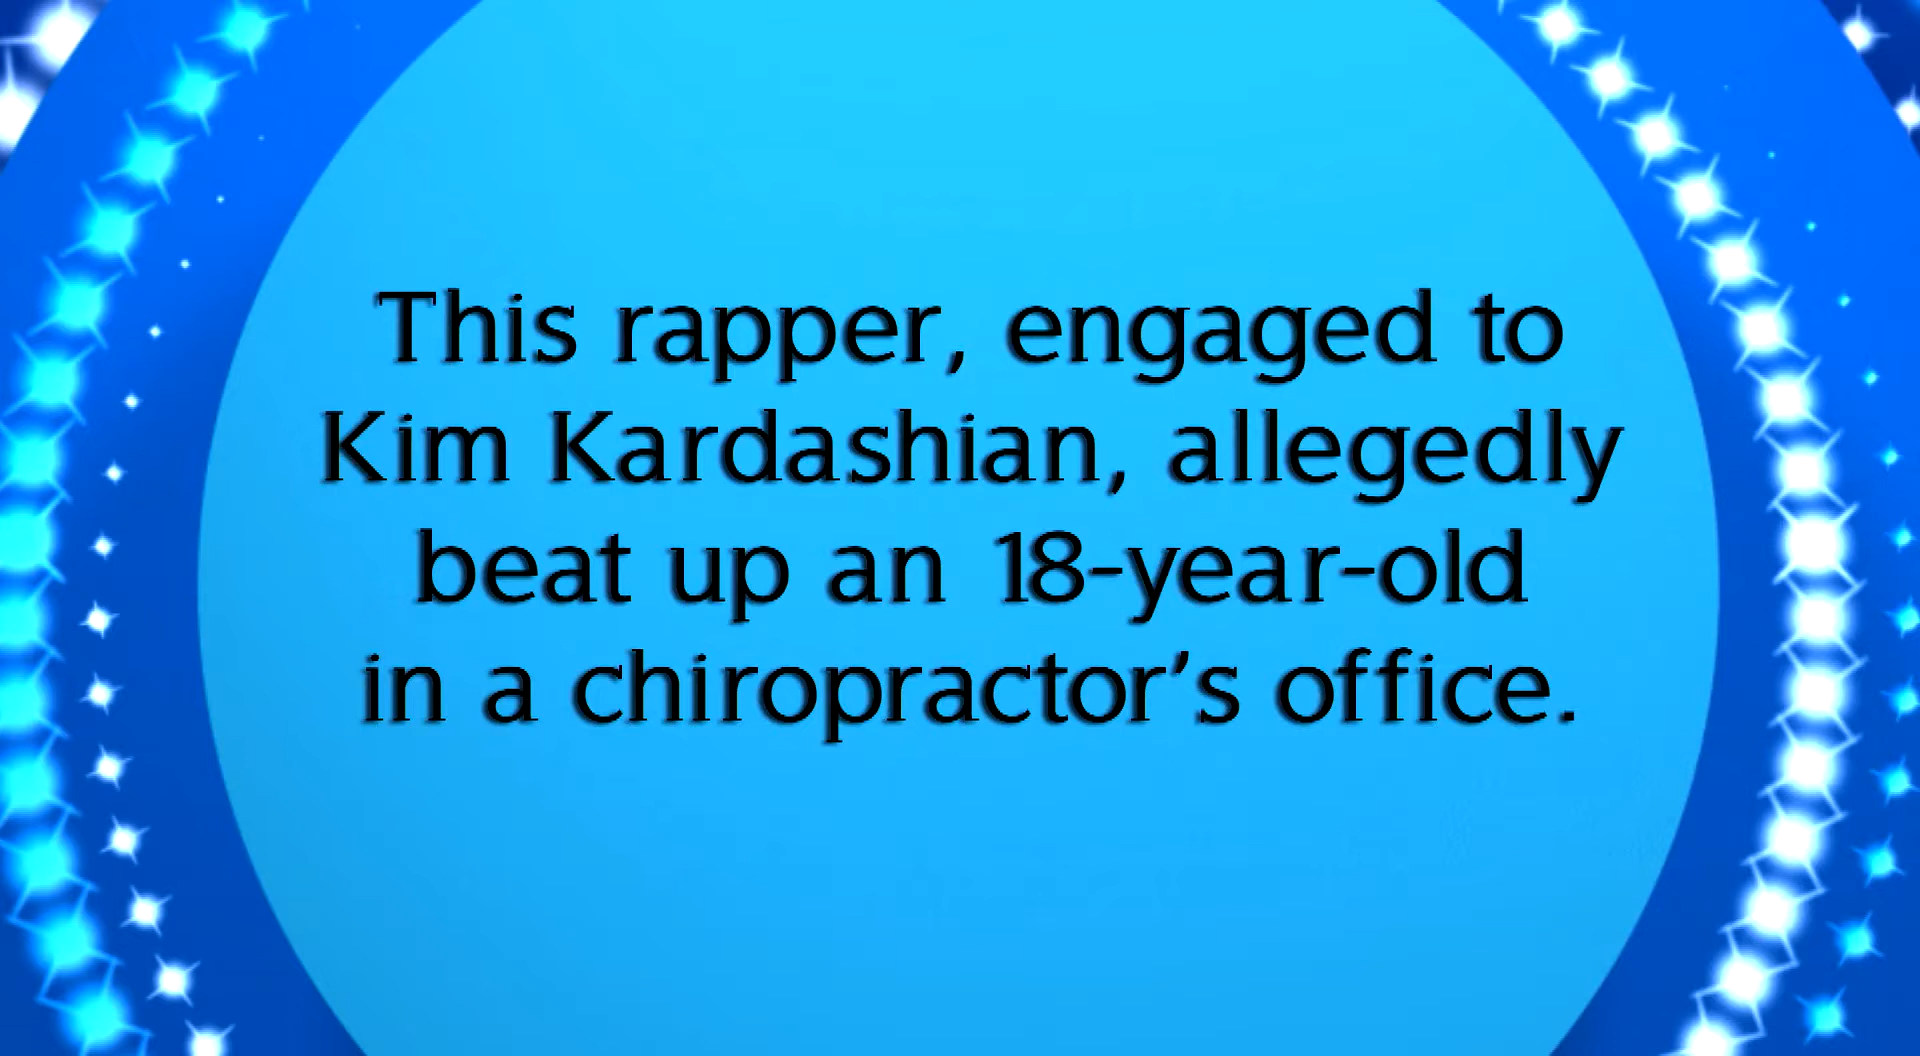 This rapper, engaged to
Kim Kardashian, allegedly
beat up an 18-year-old
in a chiropractor’s office.